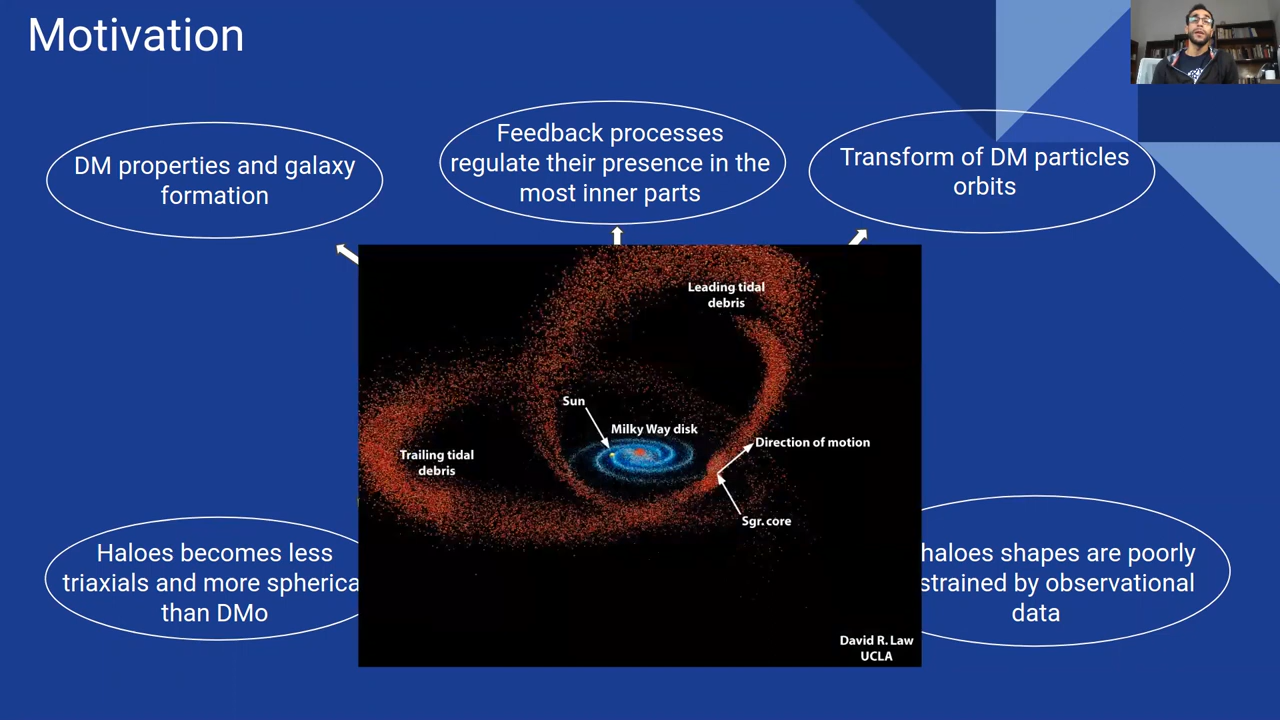 Motivation
DM properties and galaxy
formation
Feedback processes
regulate their presence in the
most inner parts
Transform of DM particles
orbits
Leading tidal
debris
Sun
Milky Way disk
Direction of motion
Trailing tidal
debris
Sgr. core
Haloes becomes less
triaxials and more spherica
than DMo
haloes shapes are poorly
strained by observational
data
David R. Law
UCLA